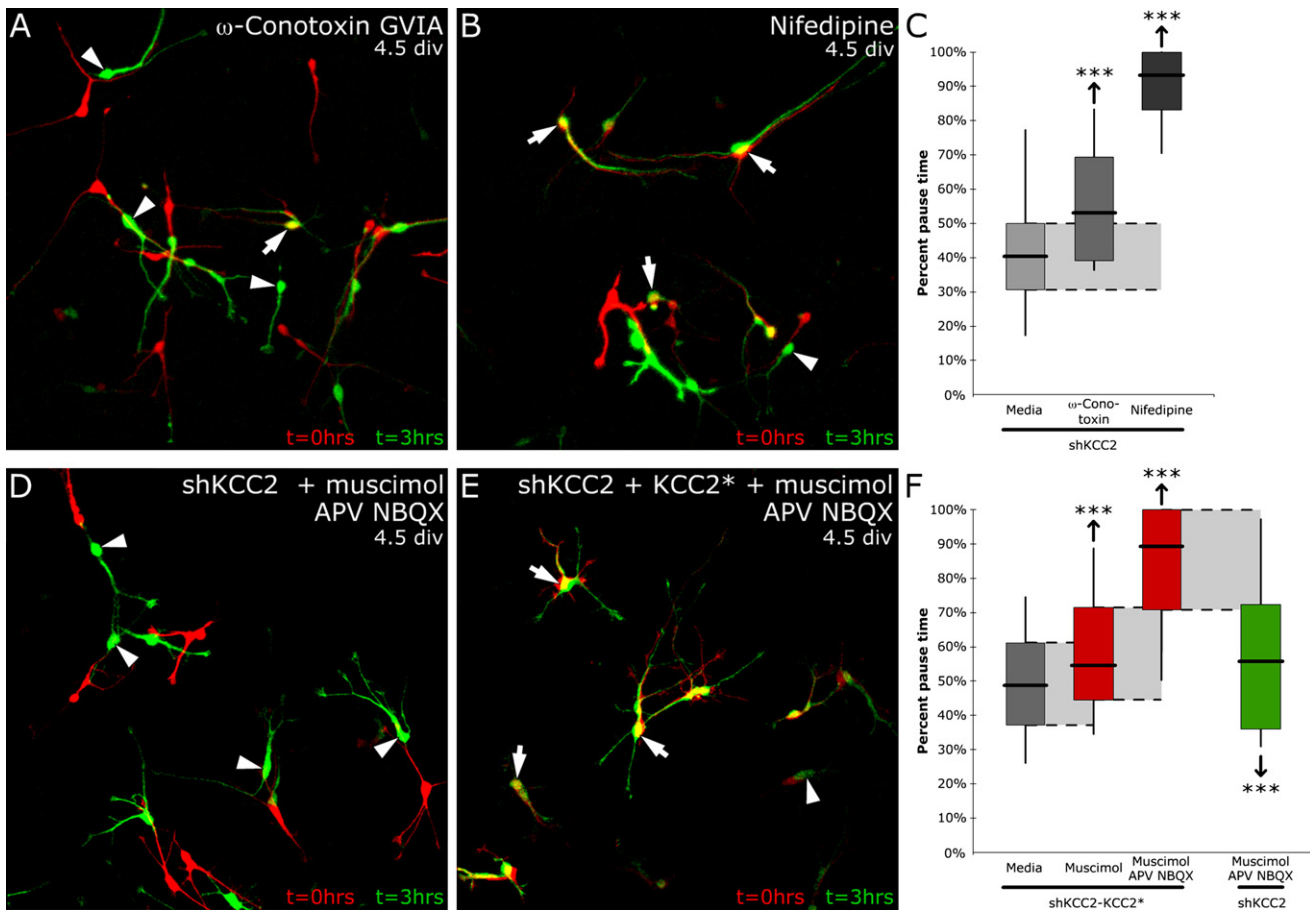 A
ω-Conotoxin GVIA
4.5 div
t=0hrs t=3hrs
B
Nifedipine
4.5 div
t=0hrs t=3hrs
C
***
***
100%
90%
80%
70%
60%
50%
40%
30%
20%
10%
0%
Percent pause time
Media
ω-Cono-
toxin
Nifedipine
shKCC2
D
shKCC2 + muscimol
APV NBQX
4.5 div
t=0hrs t=3hrs
E
shKCC2 + KCC2* + muscimol
APV NBQX
4.5 div
t=0hrs t=3hrs
F
***
***
100%
90%
80%
70%
60%
50%
40%
30%
20%
10%
0%
Percent pause time
***
Media
Muscimol
Muscimol
APV NBQX
Muscimol
APV NBQX
shKCC2-KCC2*
shKCC2